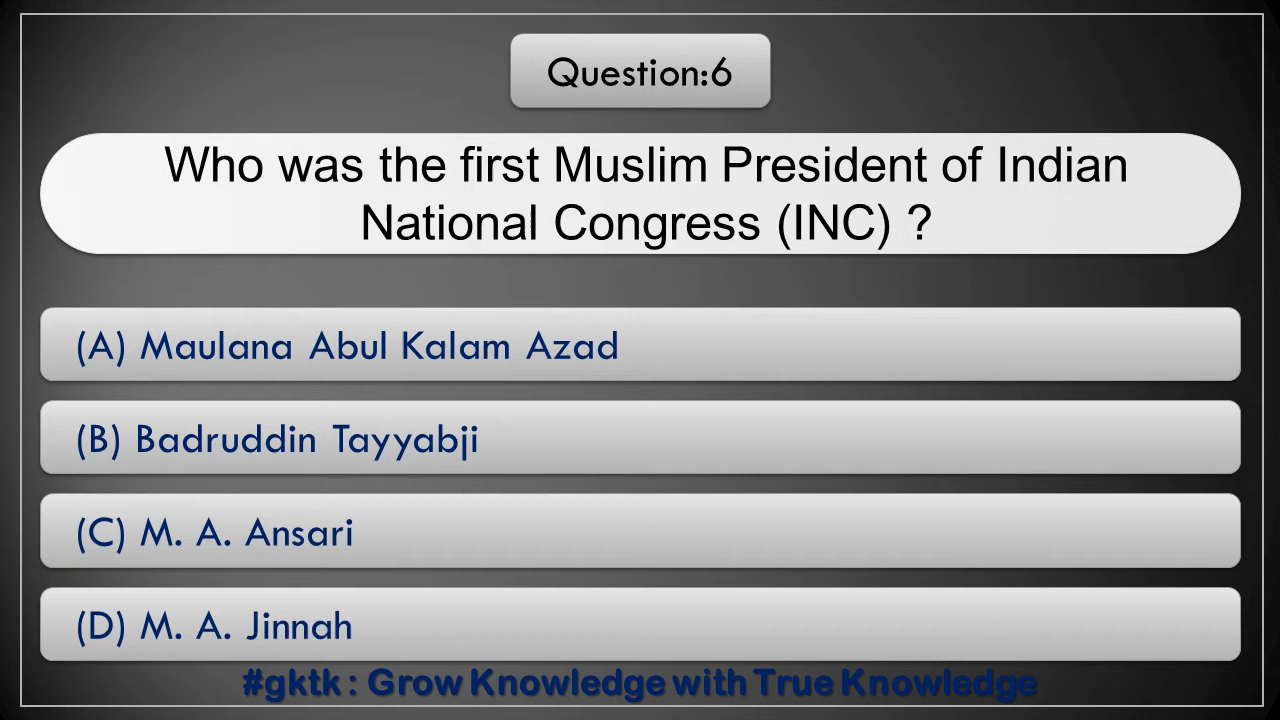 Question:6
Who was the first Muslim President of Indian
National Congress (INC) ?
(A) Maulana Abul Kalam Azad
(B) Badruddin Tayyabji
(C) M. A. Ansari
(D) M. A. Jinnah
#gktk : Grow Knowledge with True Knowledge